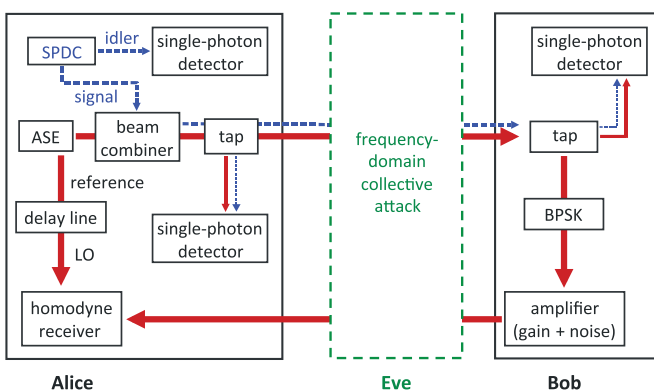 SPDC
idler
single-photon
detector
signal
ASE
beam
combiner
tap
reference
delay line
LO
single-photon
detector
homodyne
receiver
Alice
frequency-
domain
collective
attack
Eve
single-photon
detector
tap
BPSK
amplifier
(gain + noise)
Bob